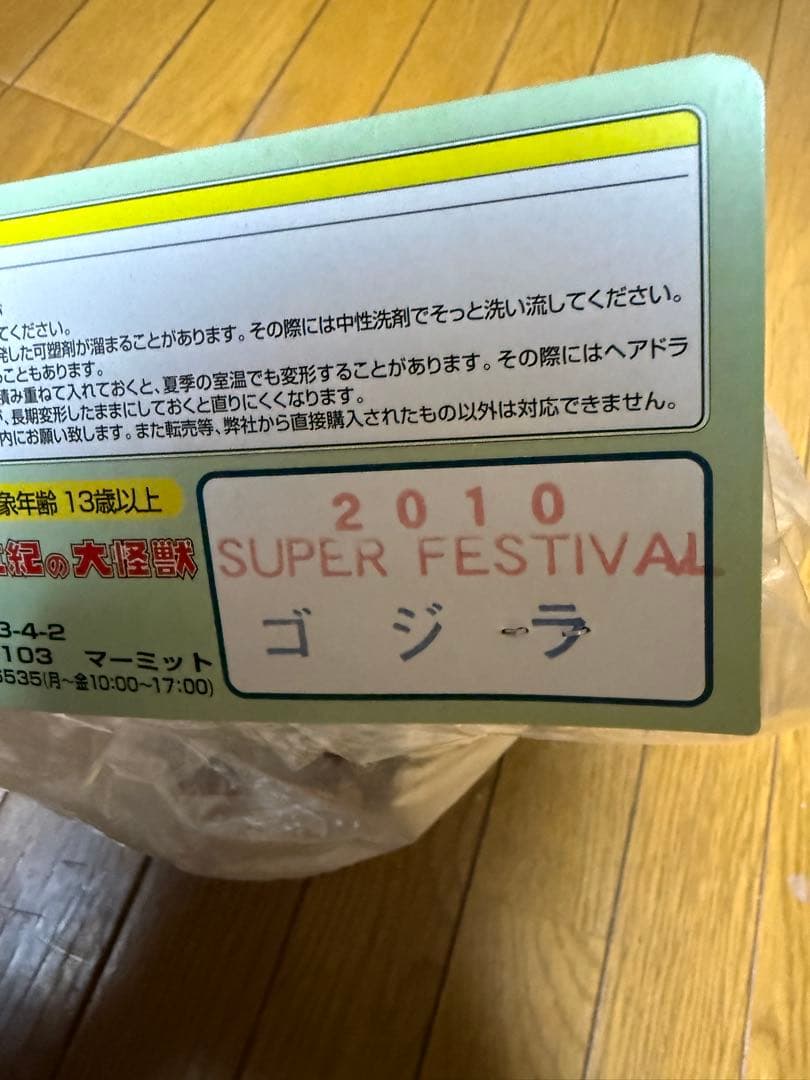 てください。
発した可塑剤が溜まることがあります。その際には中性洗剤でそっと洗い流してください。
こともあります。
積み重ねて入れておくと、夏季の室温でも変形することがあります。その際にはヘアドラ
、長期変形したままにしておくと直りにくくなります。
内にお願い致します。また転売等、弊社から直接購入されたもの以外は対応できません。
象年齢 13歳以上
紀の大怪獣
3-4-2
103 マーミット
5535(月〜金10:00〜17:00)
2010
SUPER FESTIVAL
ゴジラ